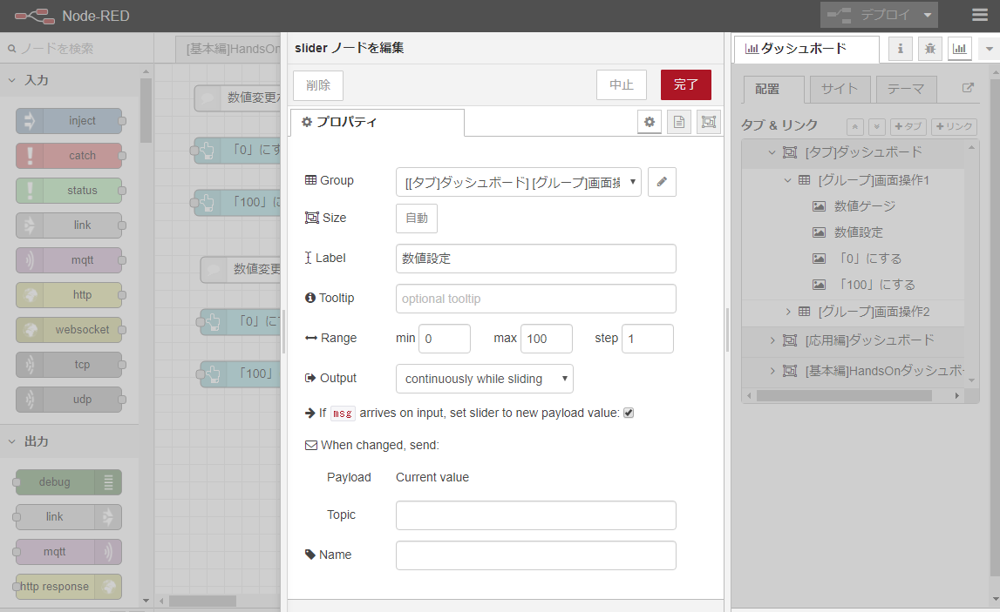 Node-RED
デプロイ
ノードを検索
入力
inject
catch
status
link
mqtt
http
websocket
tcp
udp
出力
debug
link
mqtt
http response
[基本編]HandsOn
数値変更
「0」にす
「100」に
数値変更
「0」に
「100」
slider ノードを編集
削除
中止
完了
プロパティ
Group
[[タブ]ダッシュボード] [グループ]画面操
Size
自動
Label
数値設定
Tooltip
optional tooltip
Range
min 0 max 100 step 1
Output
continuously while sliding
If msg arrives on input, set slider to new payload value:
When changed, send:
Payload Current value
Topic
Name
ダッシュボード
配置
サイト
テーマ
タブ & リンク
+タブ
+リンク
[タブ]ダッシュボード
[グループ]画面操作1
数値ゲージ
数値設定
「0」にする
「100」にする
[グループ]画面操作2
[応用編]ダッシュボード
[基本編]HandsOnダッシュボ